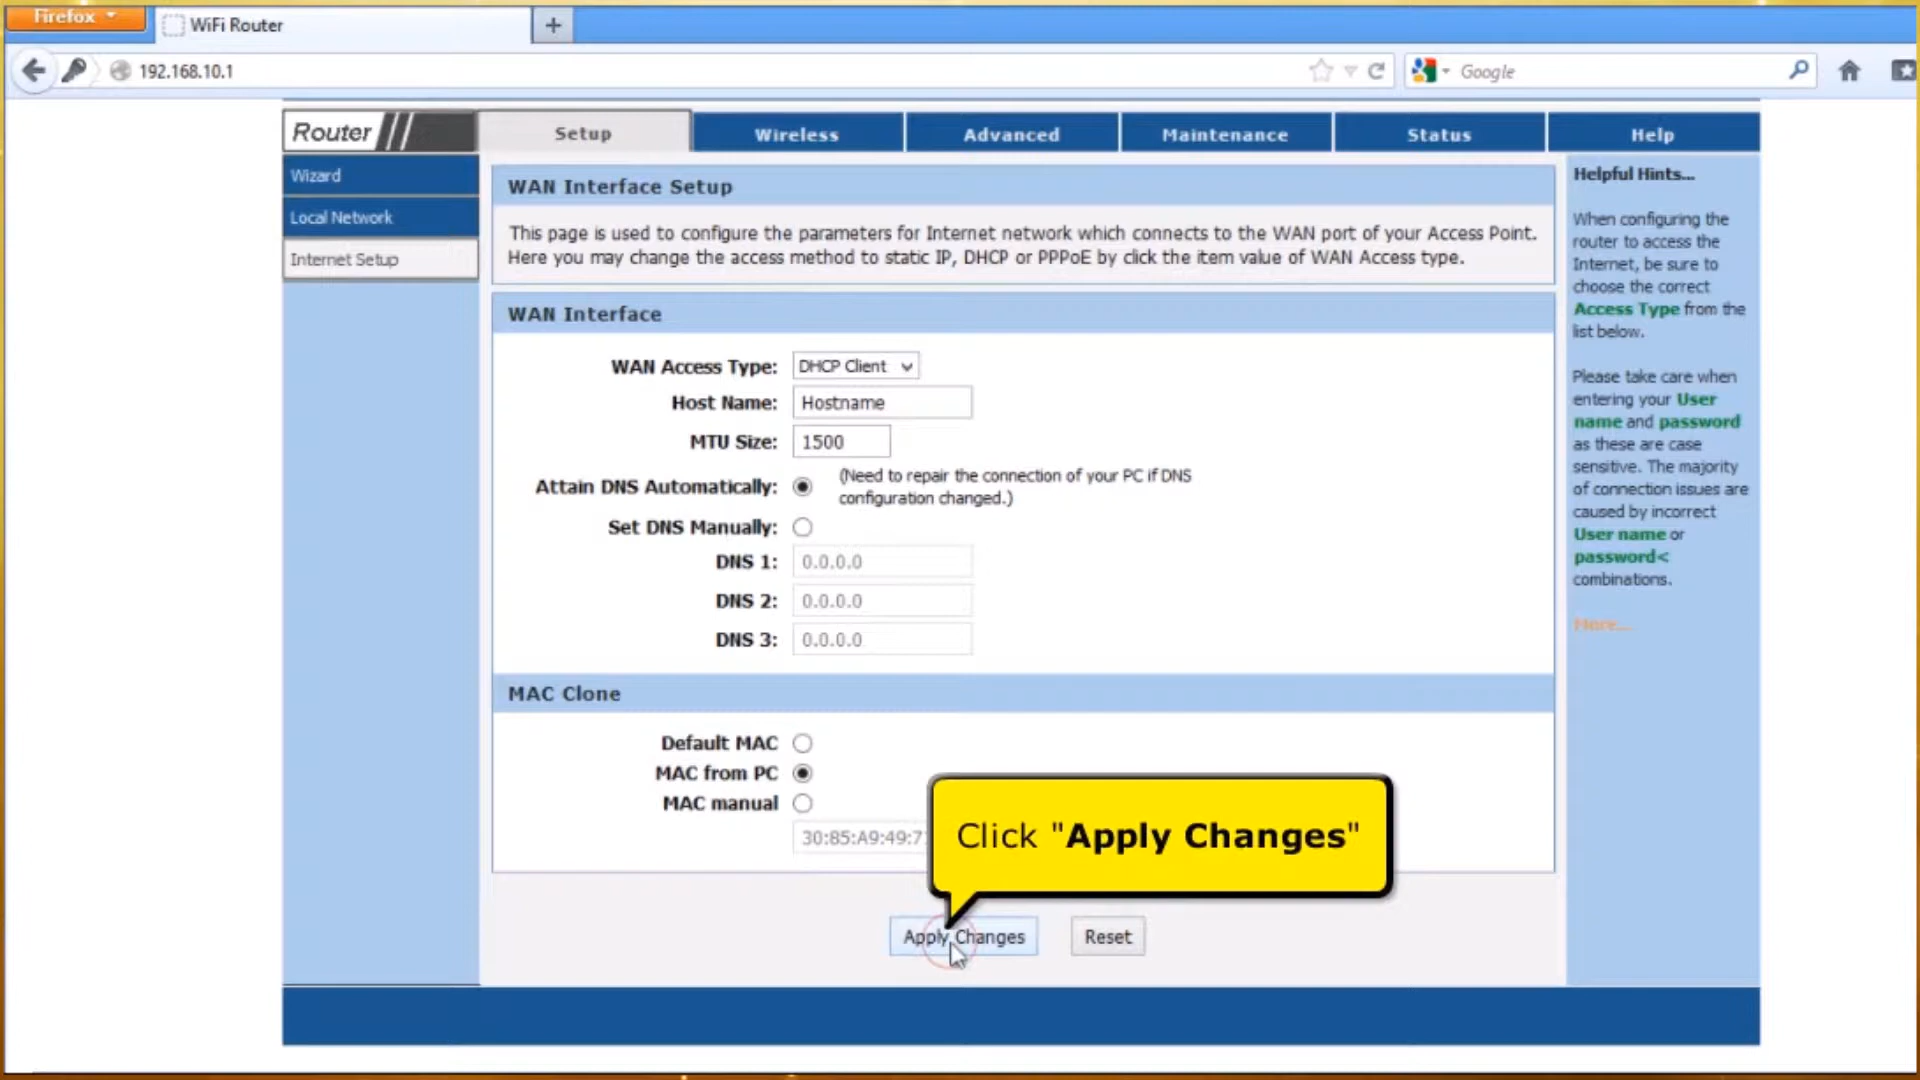 Firefox
WiFi Router
192.168.10.1
Google
Router
Setup
Wireless
Advanced
Maintenance
Status
Help
Wizard
Local Network
Internet Setup
WAN Interface Setup
This page is used to configure the parameters for Internet network which connects to the WAN port of your Access Point.
Here you may change the access method to static IP, DHCP or PPPoE by click the item value of WAN Access type.
WAN Interface
WAN Access Type: DHCP Client
Host Name: Hostname
MTU Size: 1500
Attain DNS Automatically:
(Need to repair the connection of your PC if DNS
configuration changed.)
Set DNS Manually:
DNS 1: 0.0.0.0
DNS 2: 0.0.0.0
DNS 3: 0.0.0.0
MAC Clone
Default MAC
MAC from PC
MAC manual
30:85:A9:49:7
Click "Apply Changes"
Apply Changes
Reset
Helpful Hints...
When configuring the
router to access the
Internet, be sure to
choose the correct
Access Type from the
list below.
Please take care when
entering your User
name and password
as these are case
sensitive. The majority
of connection issues are
caused by incorrect
User name or
password<
combinations.
More...